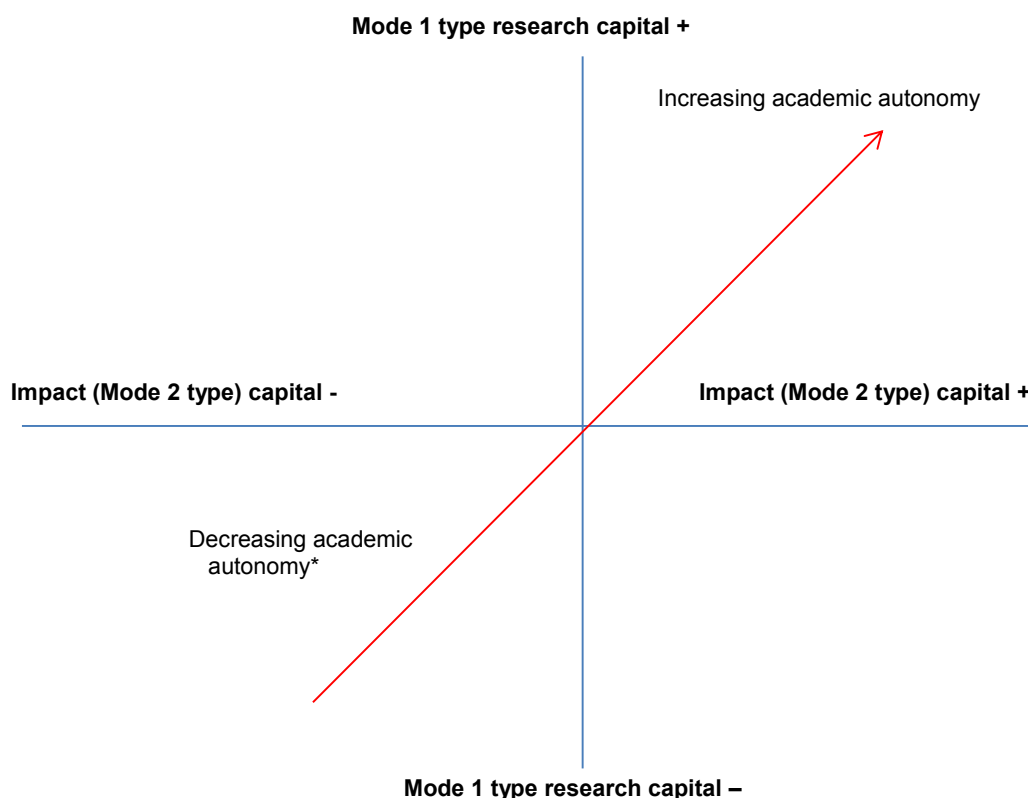 Mode 1 type research capital +
Increasing academic autonomy
Impact (Mode 2 type) capital -
Impact (Mode 2 type) capital +
Decreasing academic
autonomy*
Mode 1 type research capital –